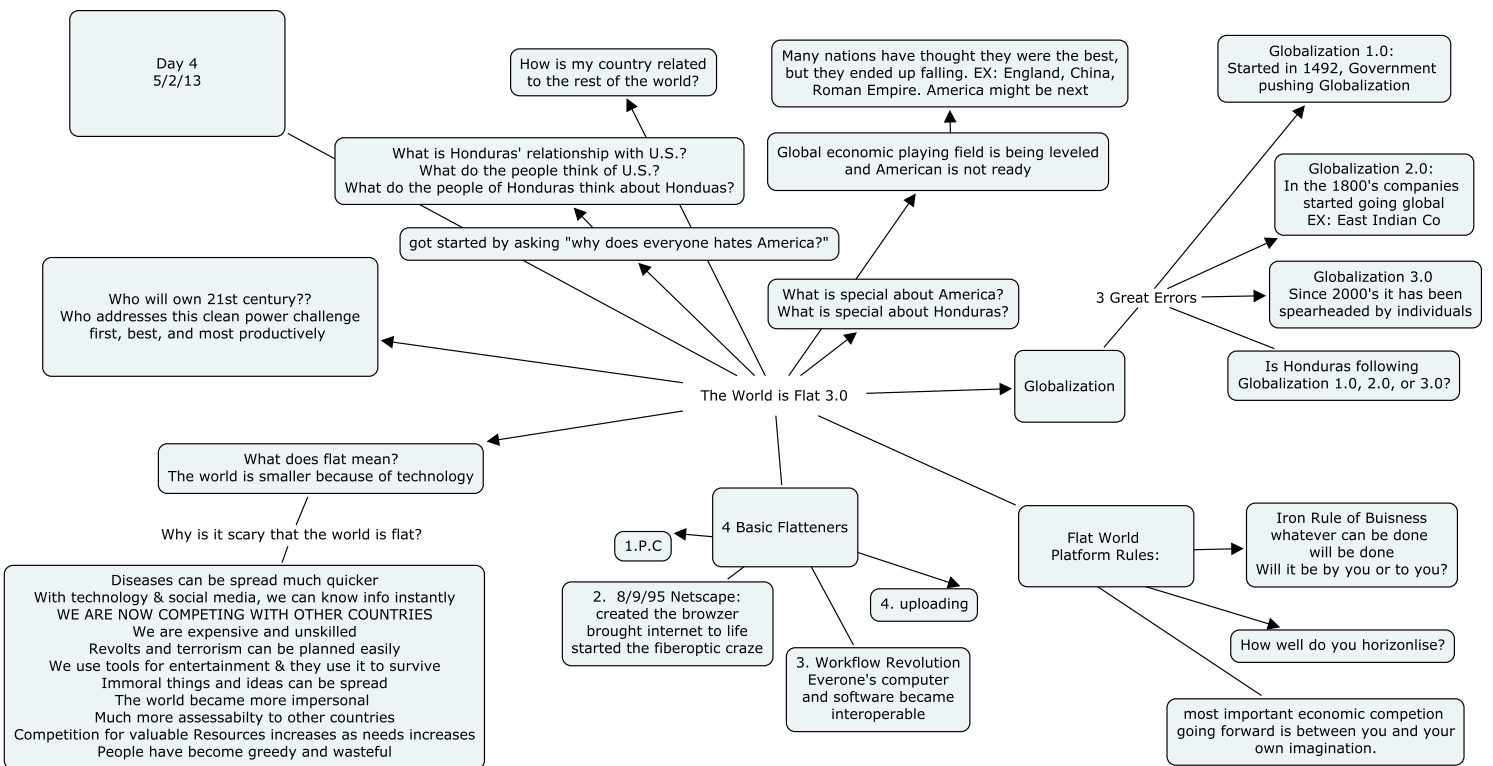 Day 4
5/2/13
How is my country related
to the rest of the world?
Many nations have thought they were the best,
but they ended up falling. EX: England, China,
Roman Empire. America might be next
Globalization 1.0:
Started in 1492, Government
pushing Globalization
What is Honduras' relationship with U.S.?
What do the people think of U.S.?
What do the people of Honduras think about Honduas?
Global economic playing field is being leveled
and American is not ready
Globalization 2.0:
In the 1800's companies
started going global
EX: East Indian Co
got started by asking "why does everyone hates America?"
Who will own 21st century??
Who addresses this clean power challenge
first, best, and most productively
What is special about America?
What is special about Honduras?
3 Great Errors
Globalization 3.0
Since 2000's it has been
spearheaded by individuals
Is Honduras following
Globalization 1.0, 2.0, or 3.0?
Globalization
The World is Flat 3.0
What does flat mean?
The world is smaller because of technology
Why is it scary that the world is flat?
Diseases can be spread much quicker
With technology & social media, we can know info instantly
WE ARE NOW COMPETING WITH OTHER COUNTRIES
We are expensive and unskilled
Revolts and terrorism can be planned easily
We use tools for entertainment & they use it to survive
Immoral things and ideas can be spread
The world became more impersonal
Much more assessabilty to other countries
Competition for valuable Resources increases as needs increases
People have become greedy and wasteful
4 Basic Flatteners
1.P.C
2.  8/9/95 Netscape:
created the browzer
brought internet to life
started the fiberoptic craze
3. Workflow Revolution
Everone's computer
and software became
interoperable
4. uploading
Flat World
Platform Rules:
Iron Rule of Buisness
whatever can be done
will be done
Will it be by you or to you?
How well do you horizonlise?
most important economic competion
going forward is between you and your
own imagination.